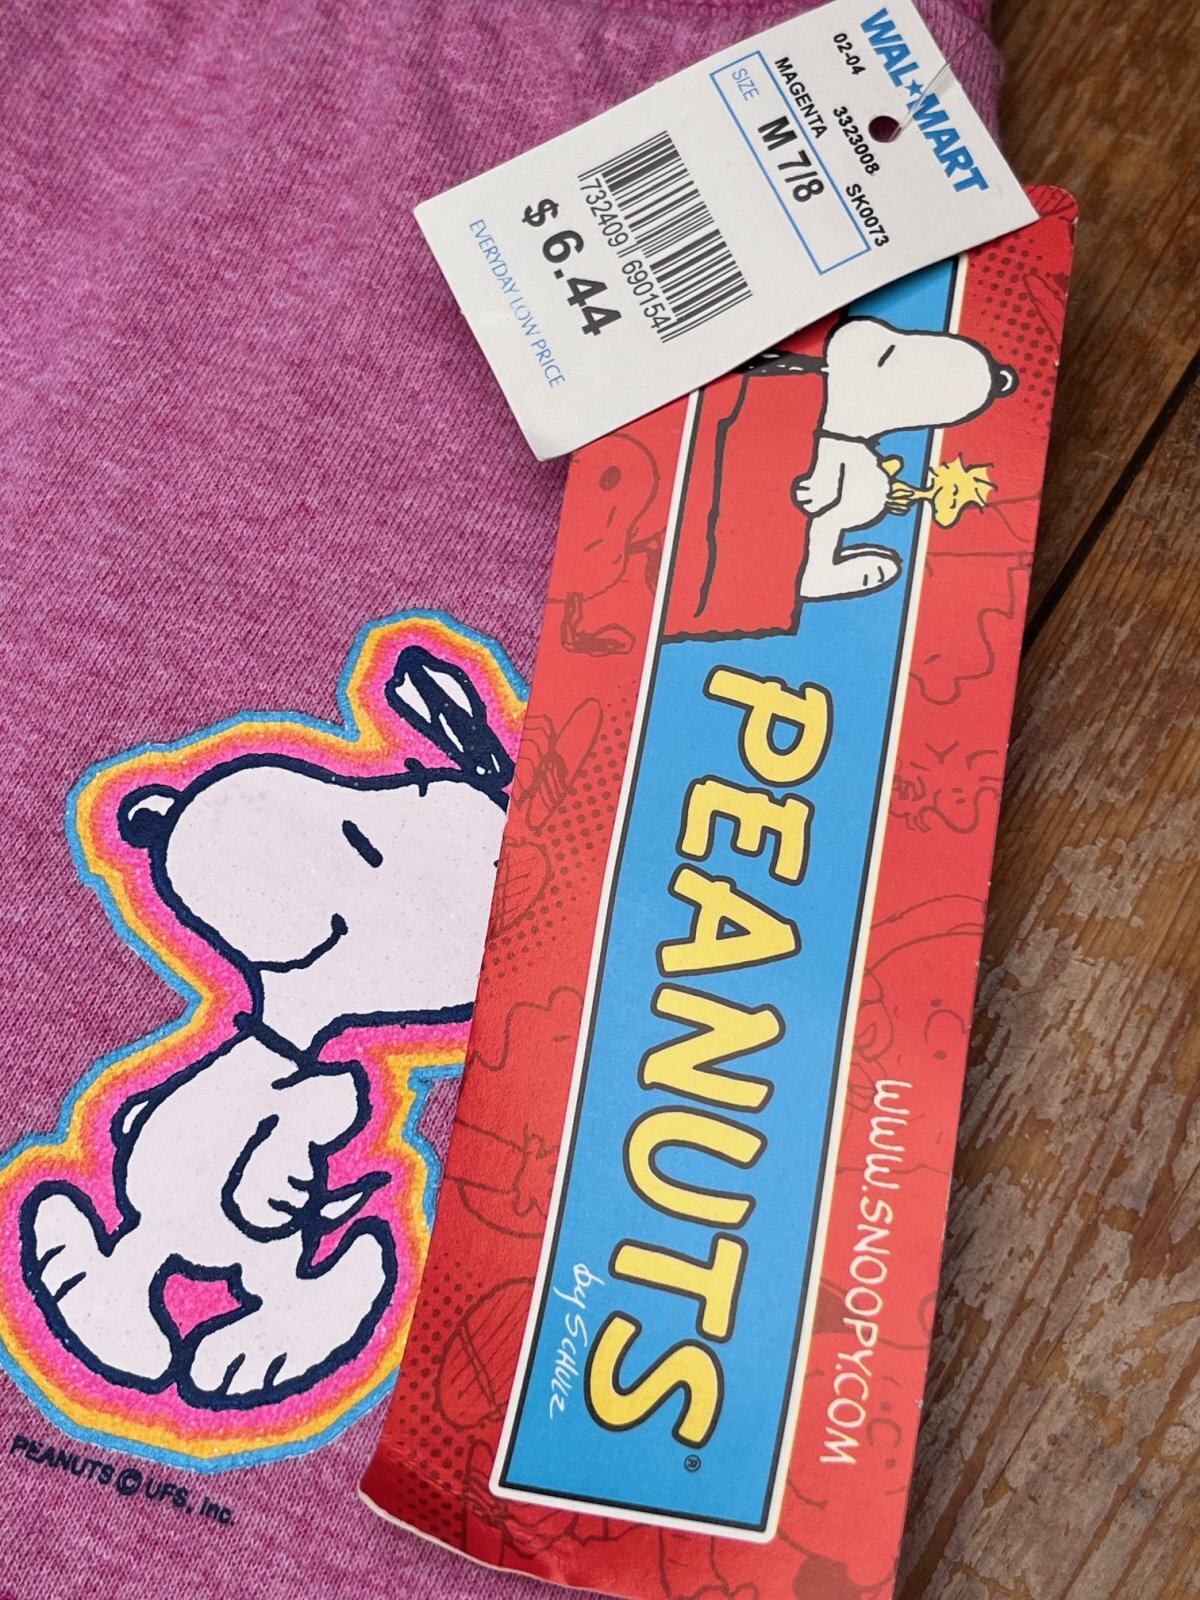 WAL★MART
02-04 3323008 SK0073
MAGENTA
SIZE M 7/8
732409 690154
$ 6.44
EVERYDAY LOW PRICE
PEANUTS®
by SCHULZ
WWW.SNOOPY.COM
PEANUTS © UFS, Inc.